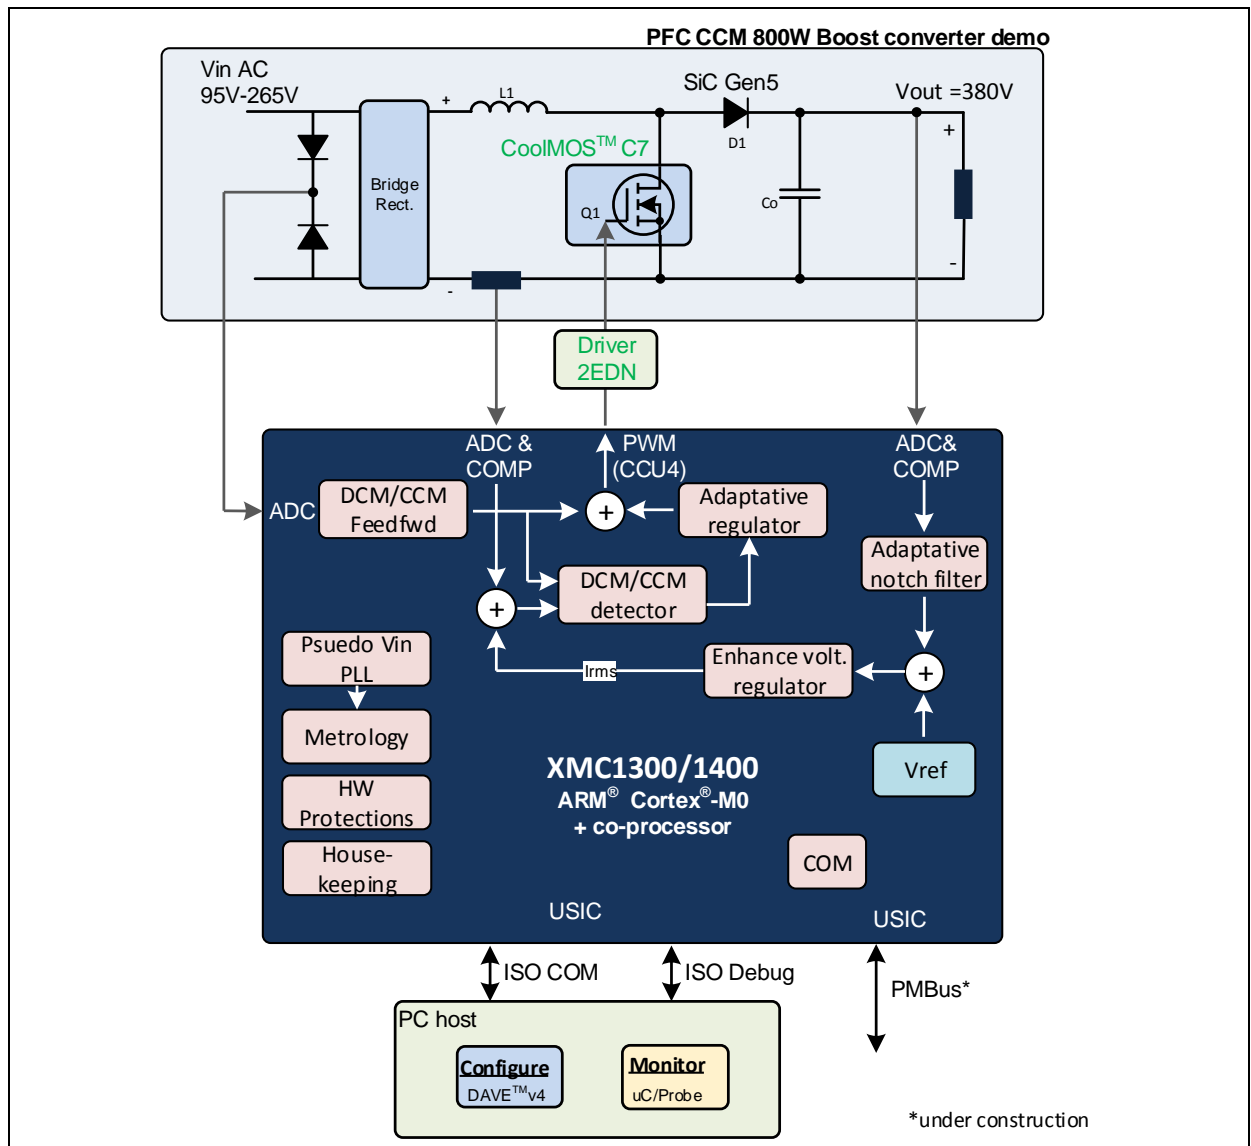 PFC CCM 800W Boost converter demo
Vin AC
95V-265V
+
L1
SiC Gen5
Vout =380V
+
D1
CoolMOS™ C7
Bridge
Rect.
Q1
Co
-
-
Driver
2EDN
ADC &
COMP
PWM
(CCU4)
ADC&
COMP
ADC
DCM/CCM
Feedfwd
+
Adaptative
regulator
Adaptative
notch filter
DCM/CCM
detector
+
Psuedo Vin
PLL
Irms
Enhance volt.
regulator
+
Metrology
Vref
XMC1300/1400
ARM® Cortex®-M0
+ co-processor
HW
Protections
House-
keeping
COM
USIC
USIC
ISO COM
ISO Debug
PMBus*
PC host
Configure
DAVE™v4
Monitor
uC/Probe
*under construction